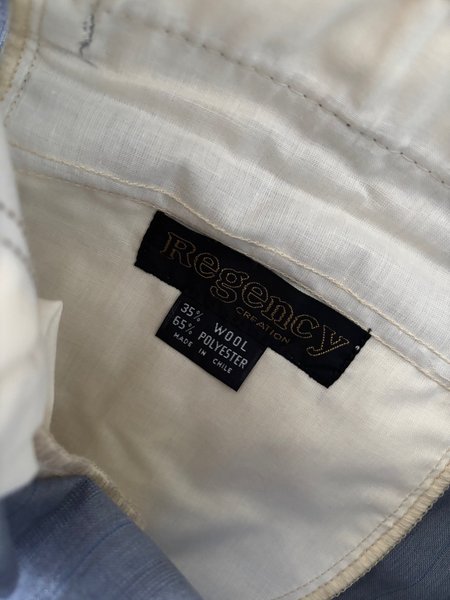 Regency
CREATION
35% WOOL
65% POLYESTER
MADE IN CHILE